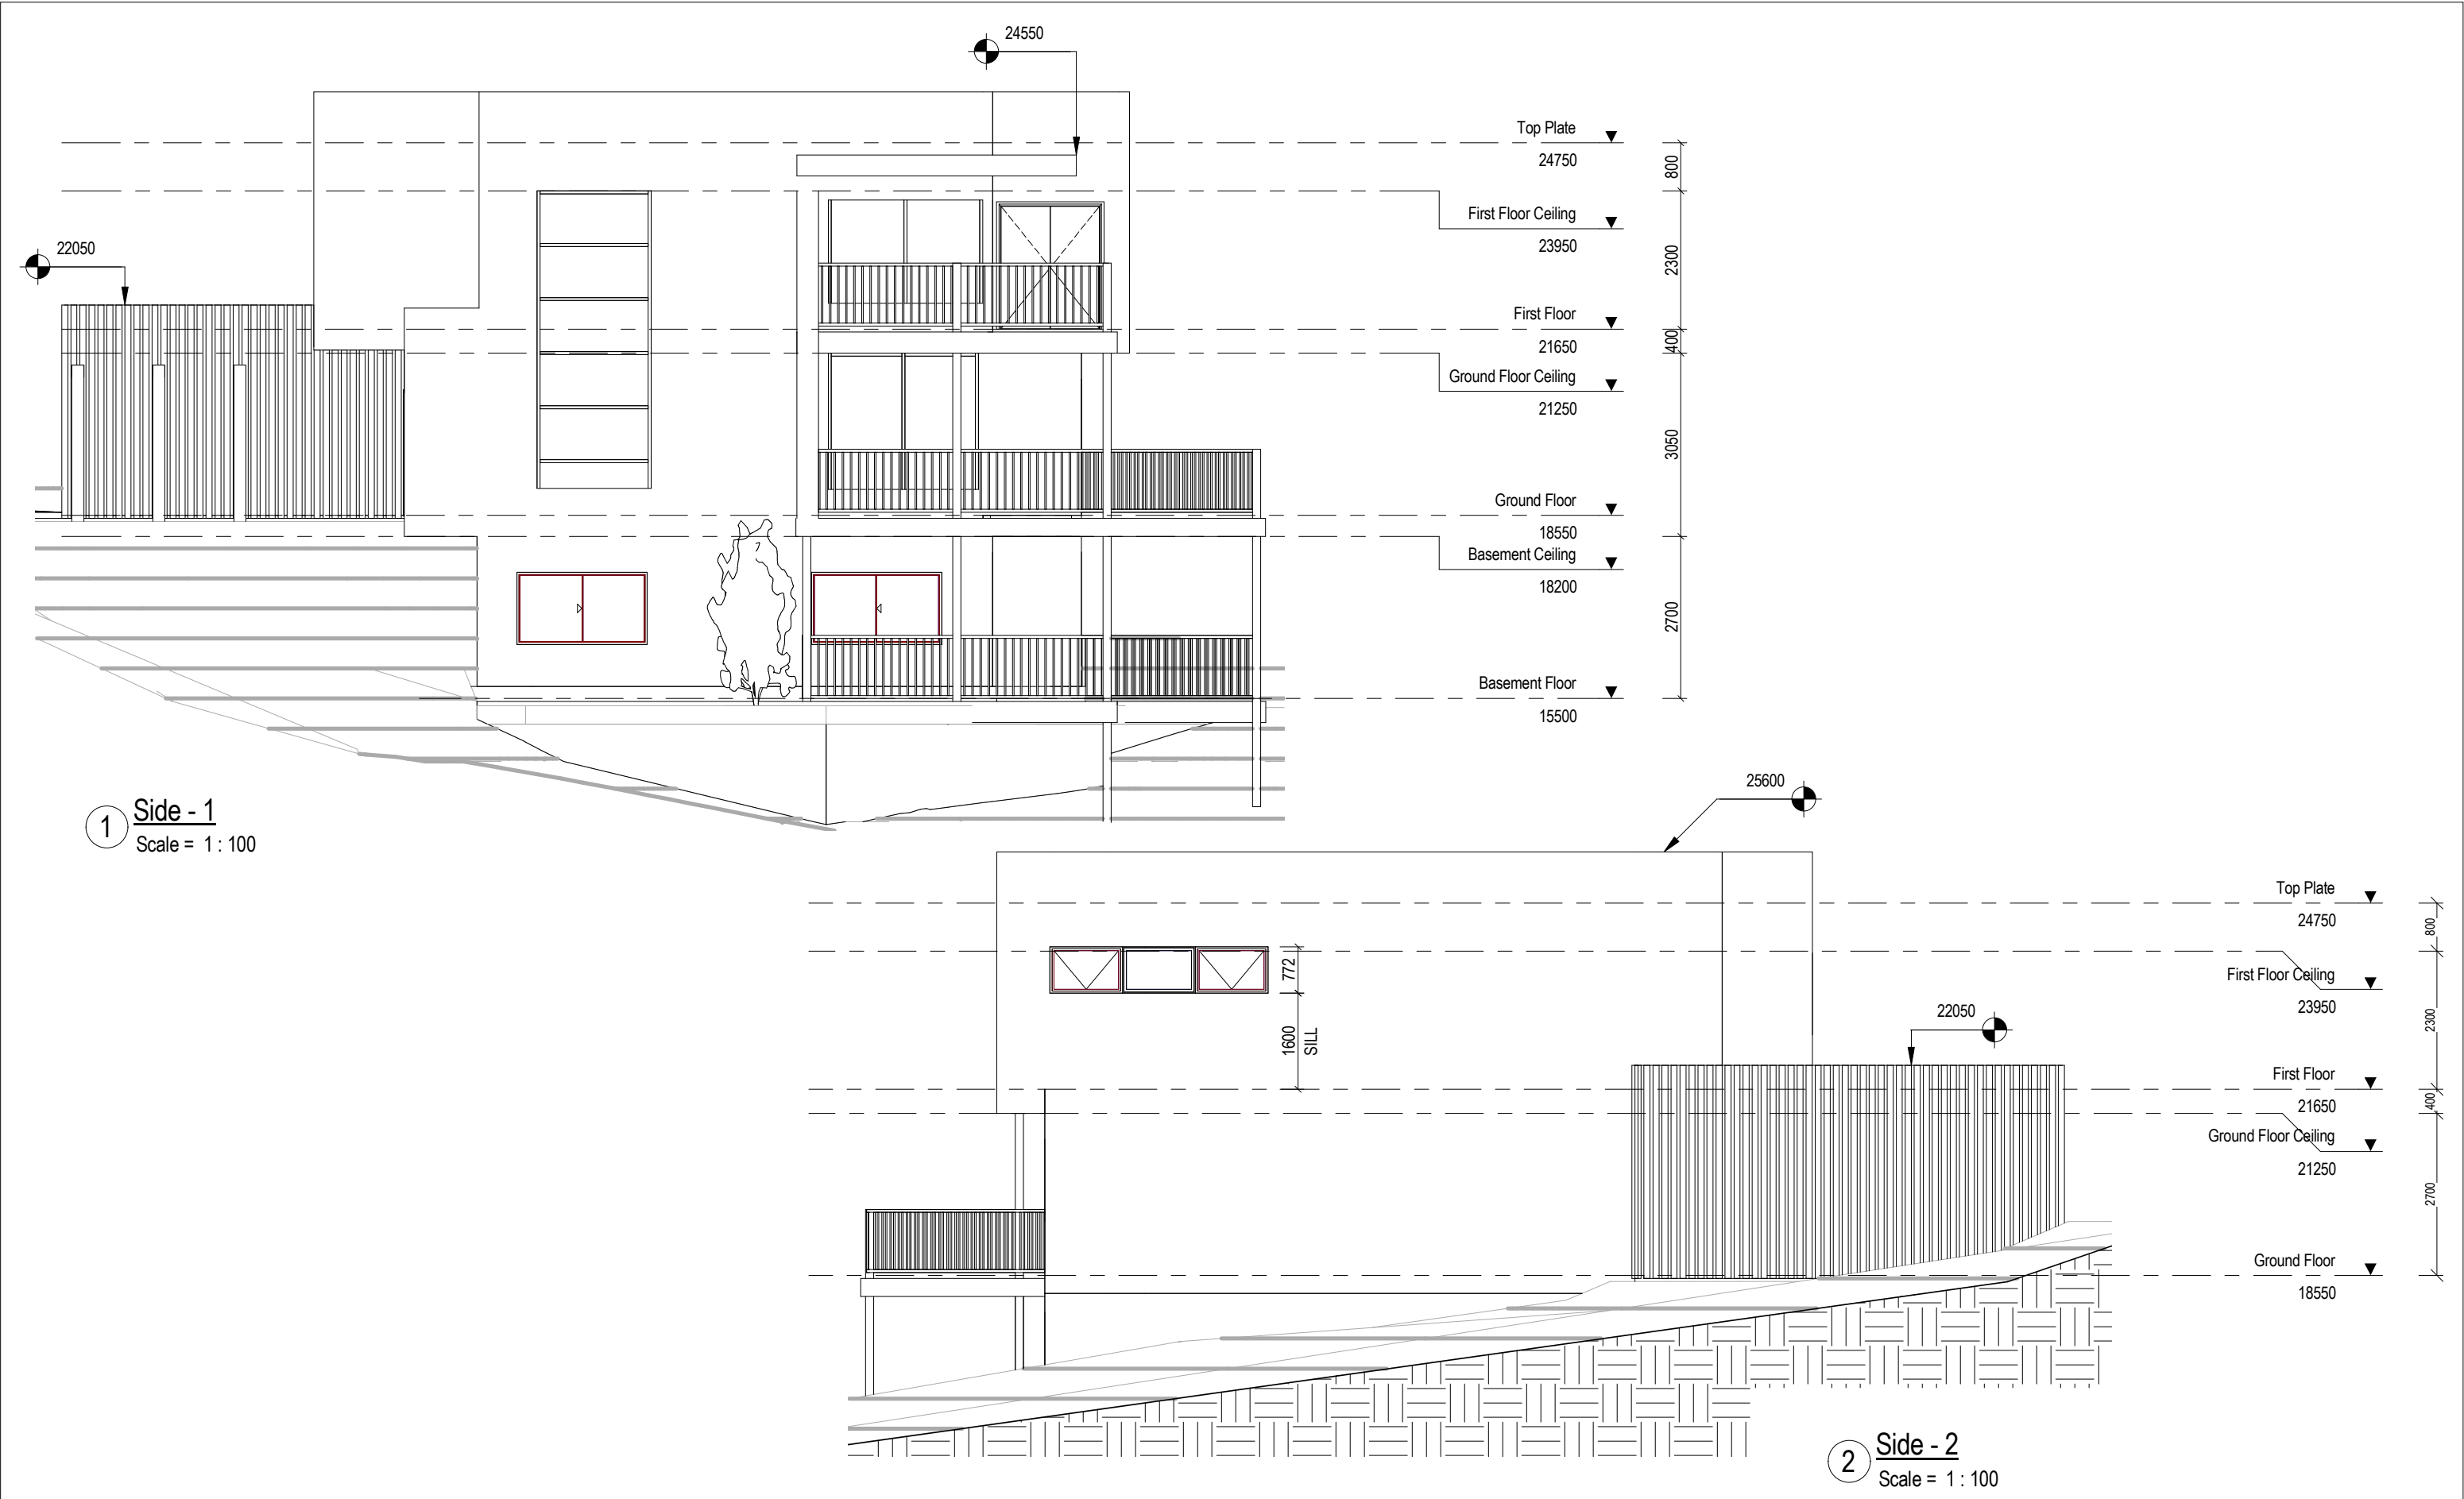 24550
Top Plate
24750
800
First Floor Ceiling
23950
2300
22050
First Floor
21650
400
Ground Floor Ceiling
21250
3050
Ground Floor
18550
Basement Ceiling
18200
2700
Basement Floor
15500
1 Side - 1
Scale = 1 : 100
25600
Top Plate
24750
800
772
First Floor Ceiling
23950
2300
22050
1600
SILL
First Floor
21650
400
Ground Floor Ceiling
21250
2700
Ground Floor
18550
2 Side - 2
Scale = 1 : 100